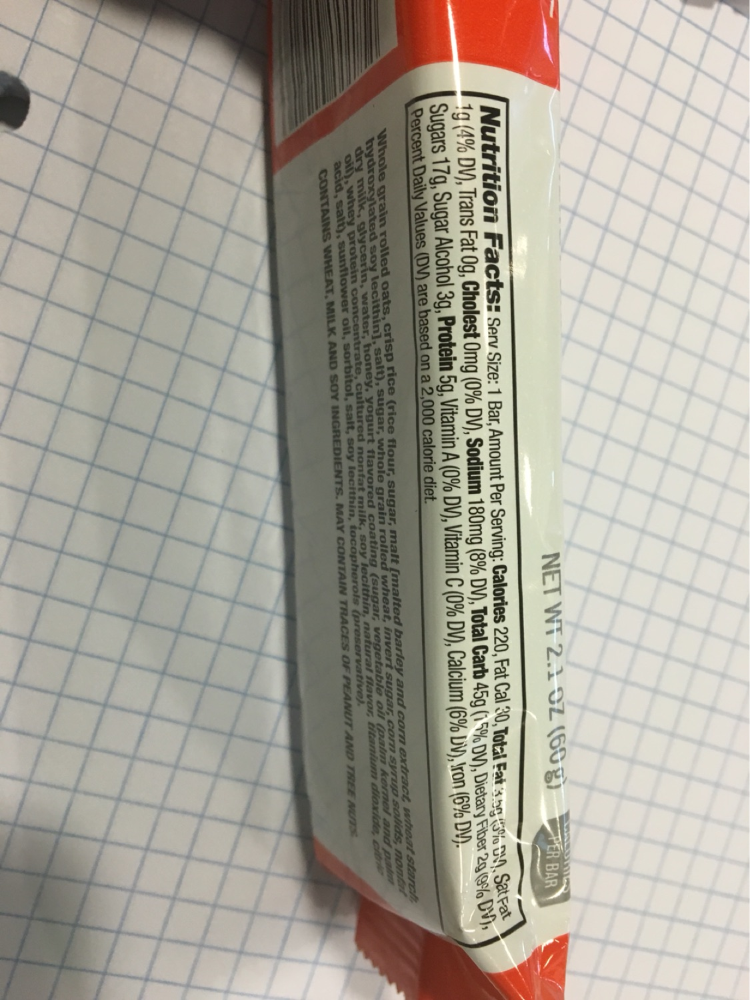 NET WT 2.1 OZ (60g)
PER BAR
Nutrition Facts: Serv Size: 1 Bar, Amount Per Serving: Calories 220, Fat Cal 30, Total Fat 3.5g (5% DV), Sat Fat
1g (4% DV), Trans Fat 0g, Cholest 0mg (0% DV), Sodium 180mg (8% DV), Total Carb 45g (15% DV), Dietary Fiber 2g (9% DV),
Sugars 17g, Sugar Alcohol 3g, Protein 5g, Vitamin A (0% DV), Vitamin C (0% DV), Calcium (6% DV), Iron (6% DV).
Percent Daily Values (DV) are based on a 2,000 calorie diet.
Whole grain rolled oats, crisp rice (rice flour, sugar, malt [malted barley and corn extract, wheat starch,
hydroxylated soy lecithin], salt), sugar, whole grain rolled wheat, invert sugar, corn syrup solids, nonfat
dry milk, glycerin, water, honey, yogurt flavored coating (sugar, vegetable oil (palm kernel and palm
oil), whey protein concentrate, cultured nonfat milk, soy lecithin, natural flavor, titanium dioxide, citric
acid, salt), sunflower oil, sorbitol, salt, soy lecithin, tocopherols (preservative).
CONTAINS WHEAT, MILK AND SOY INGREDIENTS. MAY CONTAIN TRACES OF PEANUT AND TREE NUTS.